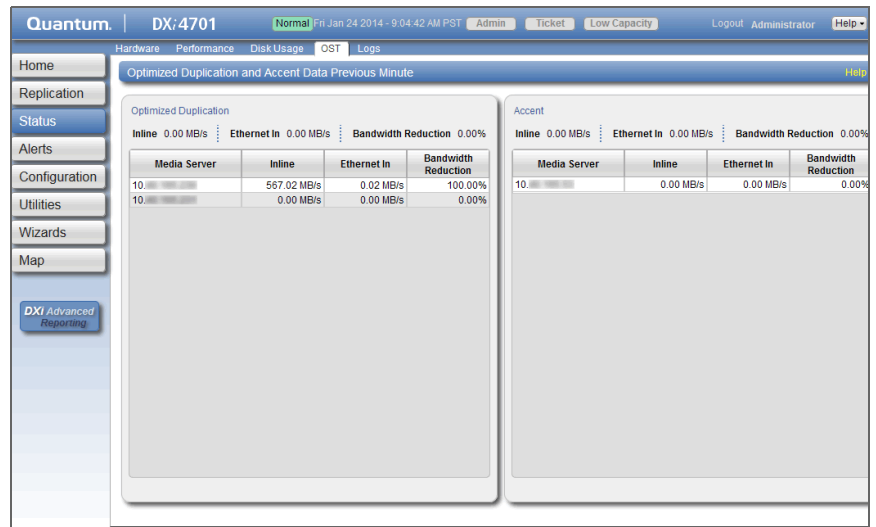 Quantum. DXi4701 Normal Fri Jan 24 2014 - 9:04:42 AM PST Admin Ticket Low Capacity Logout Administrator Help
Hardware Performance Disk Usage OST Logs
Home
Replication
Status
Alerts
Configuration
Utilities
Wizards
Map
DXi Advanced
Reporting
Optimized Duplication and Accent Data Previous Minute Help
Optimized Duplication
Inline 0.00 MB/s Ethernet In 0.00 MB/s Bandwidth Reduction 0.00%
Media Server Inline Ethernet In Bandwidth Reduction
10. 567.02 MB/s 0.02 MB/s 100.00%
10. 0.00 MB/s 0.00 MB/s 0.00%
Accent
Inline 0.00 MB/s Ethernet In 0.00 MB/s Bandwidth Reduction 0.00%
Media Server Inline Ethernet In Bandwidth Reduction
10. 0.00 MB/s 0.00 MB/s 0.00%